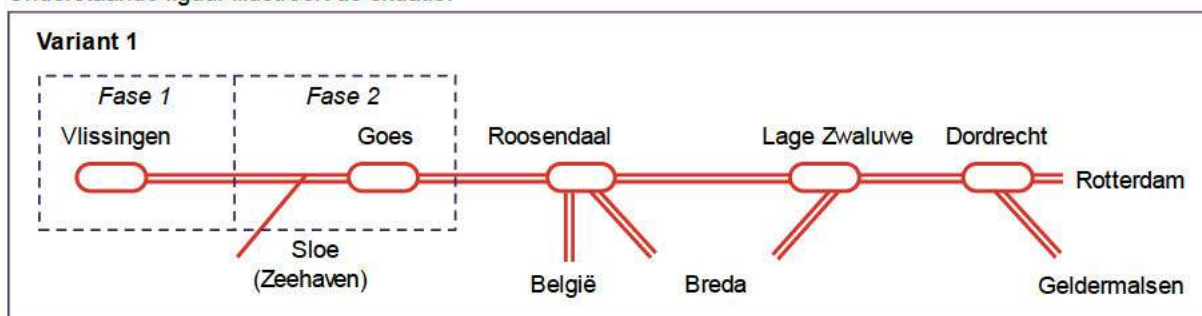 Variant 1
Fase 1 Fase 2
Vlissingen Goes Roosendaal Lage Zwaluwe Dordrecht
Rotterdam
Sloe
(Zeehaven) België Breda Geldermalsen